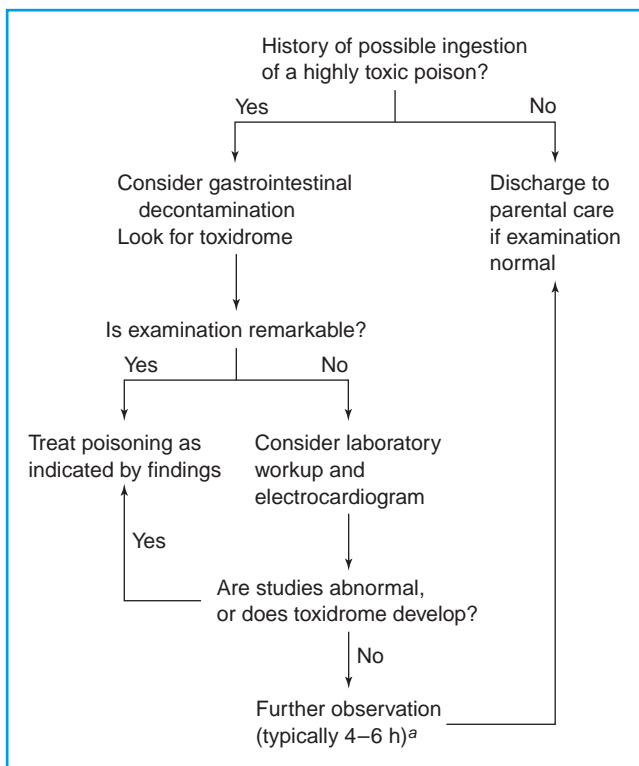 History of possible ingestion
of a highly toxic poison?
Yes
No
Consider gastrointestinal
decontamination
Look for toxidrome
Discharge to
parental care
if examination
normal
Is examination remarkable?
Yes
No
Treat poisoning as
indicated by findings
Consider laboratory
workup and
electrocardiogram
Yes
Are studies abnormal,
or does toxidrome develop?
No
Further observation
(typically 4–6 h)a